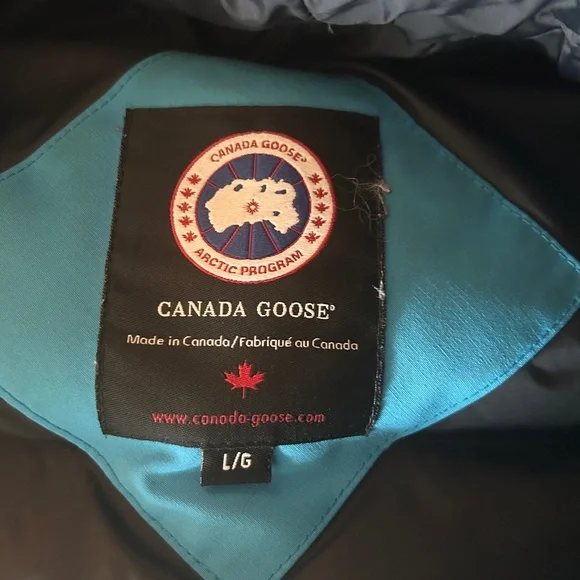 CANADA GOOSE®
ARCTIC PROGRAM
CANADA GOOSE®
Made in Canada/Fabriqué au Canada
www.canada-goose.com
L/G